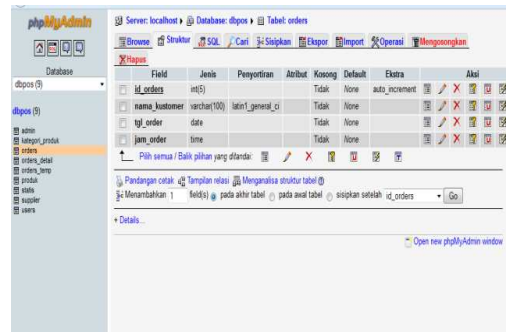 phpMyAdmin
Database
dbpos (9)
dbpos (9)
admin
kategori_produk
orders
orders_detail
orders_temp
produk
statis
supplier
users
Server: localhost ▸ Database: dbpos ▸ Tabel: orders
Browse Struktur SQL Cari Sisipkan Ekspor Import Operasi Mengosongkan
Hapus
Field Jenis Penyortiran Atribut Kosong Default Ekstra Aksi
id_orders int(5) Tidak None auto_increment
nama_kustomer varchar(100) latin1_general_ci Tidak None
tgl_order date Tidak None
jam_order time Tidak None
Pilih semua / Balik pilihan yang ditandai:
Pandangan cetak Tampilan relasi Menganalisa struktur tabel
Menambahkan 1 field(s) pada akhir tabel pada awal tabel sisipkan setelah id_orders Go
+ Details...
Open new phpMyAdmin window